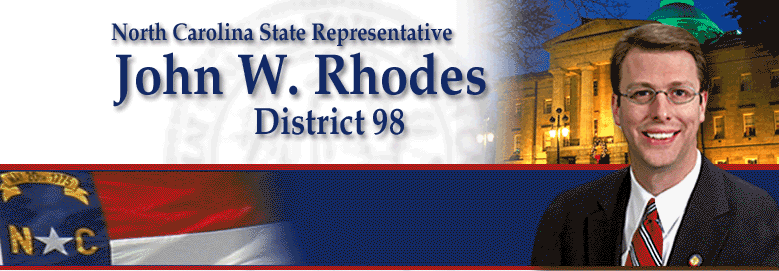 North Carolina State Representative
John W. Rhodes
District 98
N C